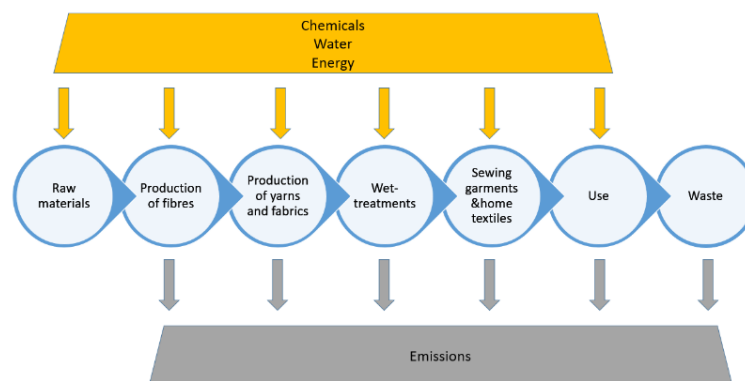 Chemicals
Water
Energy
Raw
materials
Production
of fibres
Production
of yarns
and fabrics
Wet-
treatments
Sewing
garments
&home
textiles
Use
Waste
Emissions